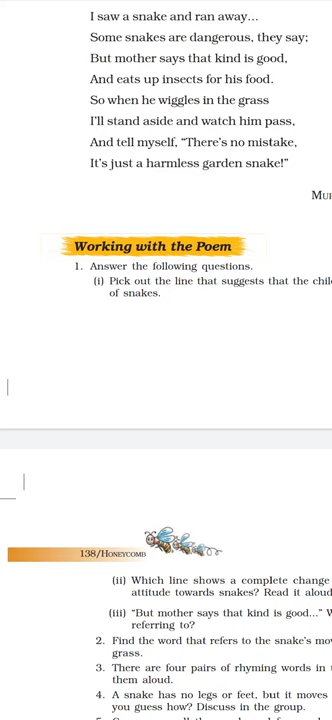 I saw a snake and ran away...
Some snakes are dangerous, they say;
But mother says that kind is good,
And eats up insects for his food.
So when he wiggles in the grass
I'll stand aside and watch him pass,
And tell myself, “There's no mistake,
It's just a harmless garden snake!”
Working with the Poem
1. Answer the following questions.
(i) Pick out the line that suggests that the
of snakes.
138/HONEYCOMB
(ii) Which line shows a complete change
attitude towards snakes? Read it aloud
(iii) “But mother says that kind is good...”
referring to?
2. Find the word that refers to the snake's
grass.
3. There are four pairs of rhyming words in
them aloud.
4. A snake has no legs or feet, but it moves
you guess how? Discuss in the group.